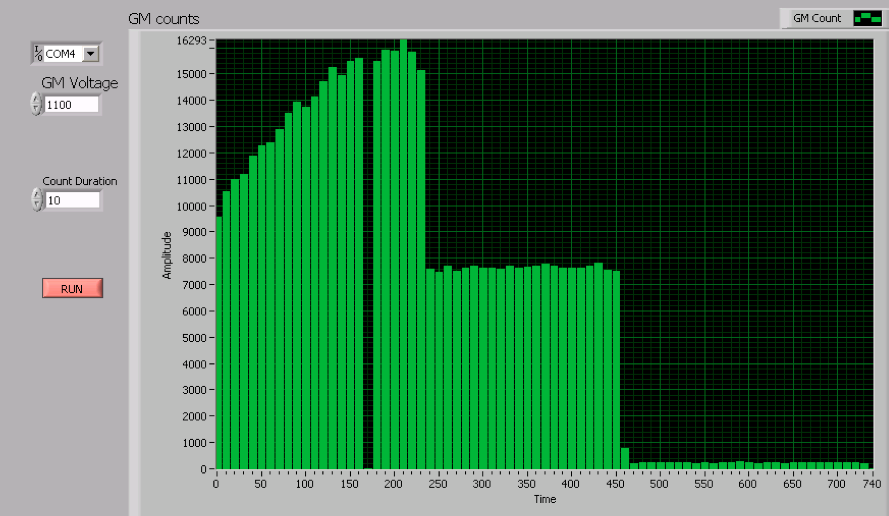 GM counts
GM Count
I/O COM4
GM Voltage
1100
Count Duration
10
RUN
Amplitude
16293
15000
14000
13000
12000
11000
10000
9000
8000
7000
6000
5000
4000
3000
2000
1000
0
0 50 100 150 200 250 300 350 400 450 500 550 600 650 700 740
Time